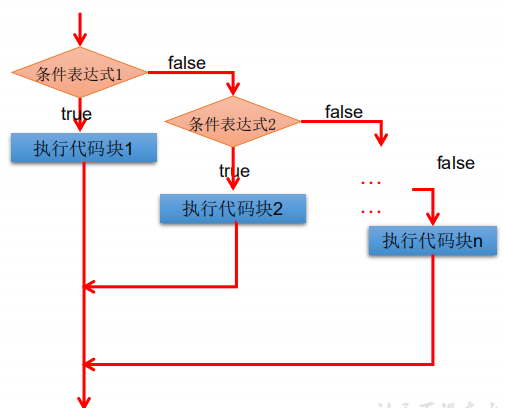 false
条件表达式1
true
false
条件表达式2
执行代码块1
true
false
...
...
执行代码块2
执行代码块n